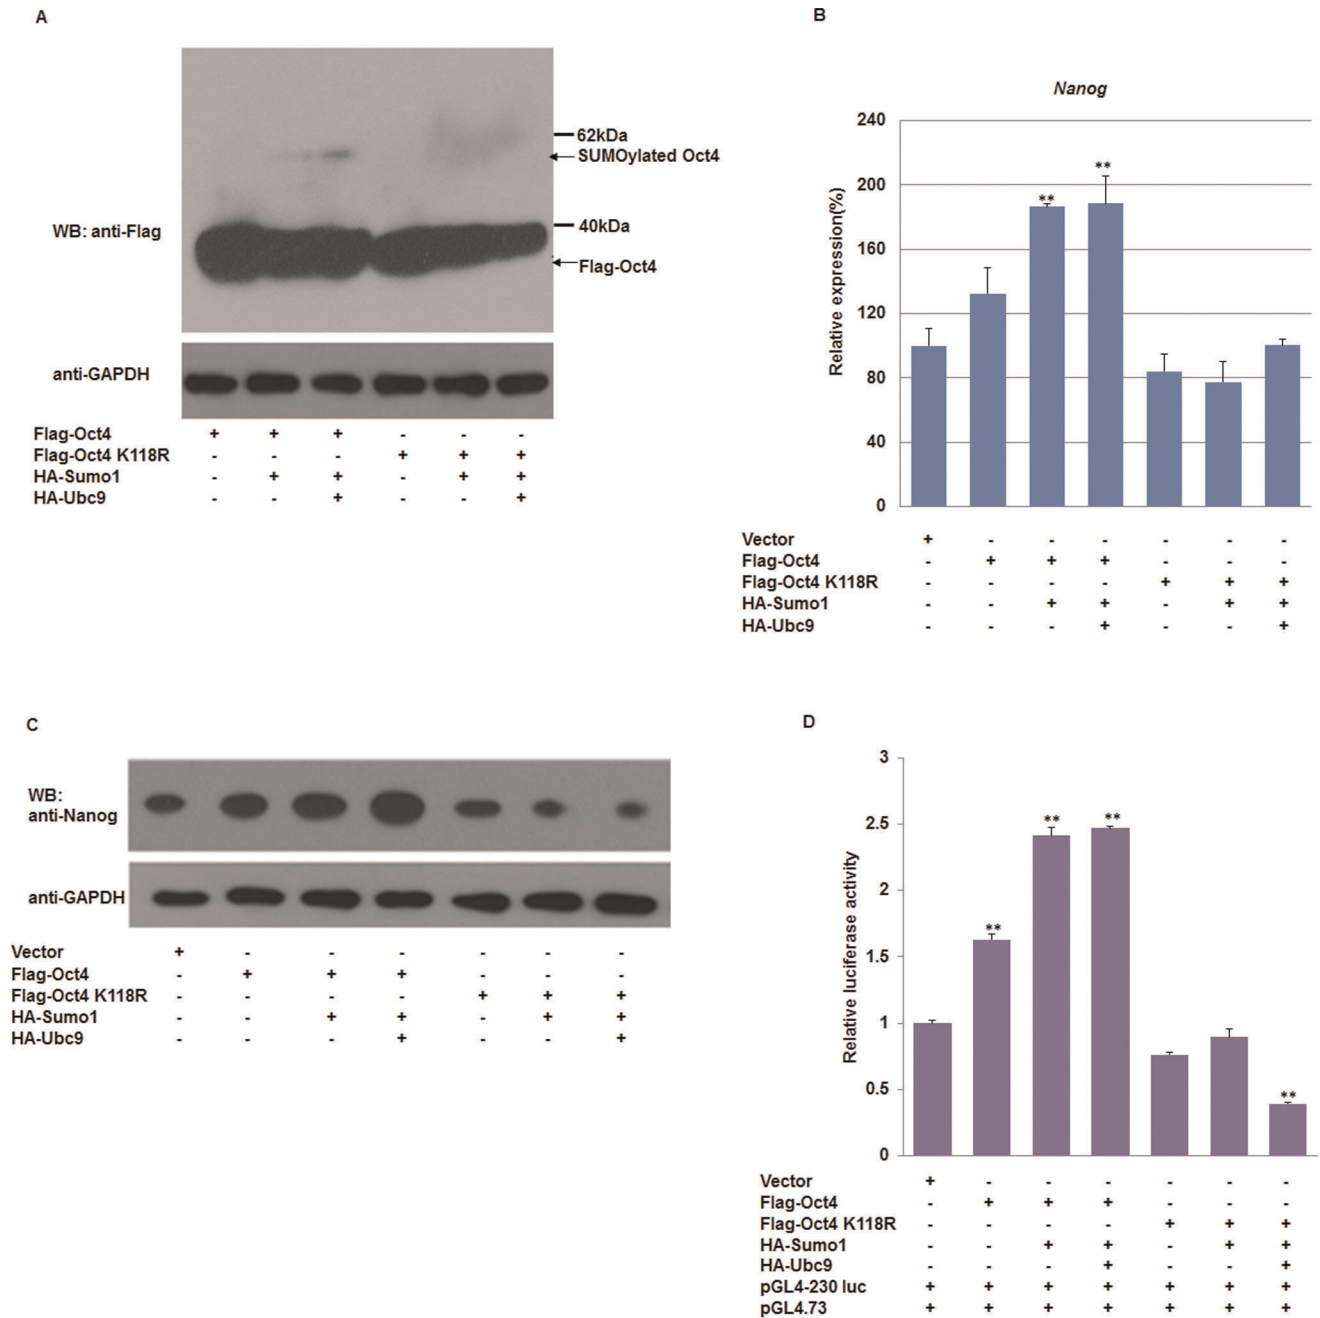 A
62kDa
SUMOylated Oct4
WB: anti-Flag
40kDa
Flag-Oct4
anti-GAPDH
Flag-Oct4 + + + - - -
Flag-Oct4 K118R - - - + + +
HA-Sumo1 - + + - + +
HA-Ubc9 - - + - - +
B
Nanog
240
200
160
120
80
40
0
Relative expression(%)
** **
Vector + - - - - - -
Flag-Oct4 - + + + - - -
Flag-Oct4 K118R - - - - + + +
HA-Sumo1 - - + + - + +
HA-Ubc9 - - - + - - +
C
WB:
anti-Nanog
anti-GAPDH
Vector + - - - - - -
Flag-Oct4 - + + + - - -
Flag-Oct4 K118R - - - - + + +
HA-Sumo1 - - + + - + +
HA-Ubc9 - - - + - - +
D
3
2.5
2
1.5
1
0.5
0
Relative luciferase activity
** ** ** **
Vector + - - - - - -
Flag-Oct4 - + + + - - -
Flag-Oct4 K118R - - - - + + +
HA-Sumo1 - - + + - + +
HA-Ubc9 - - - + - - +
pGL4-230 luc + + + + + + +
pGL4.73 + + + + + + +